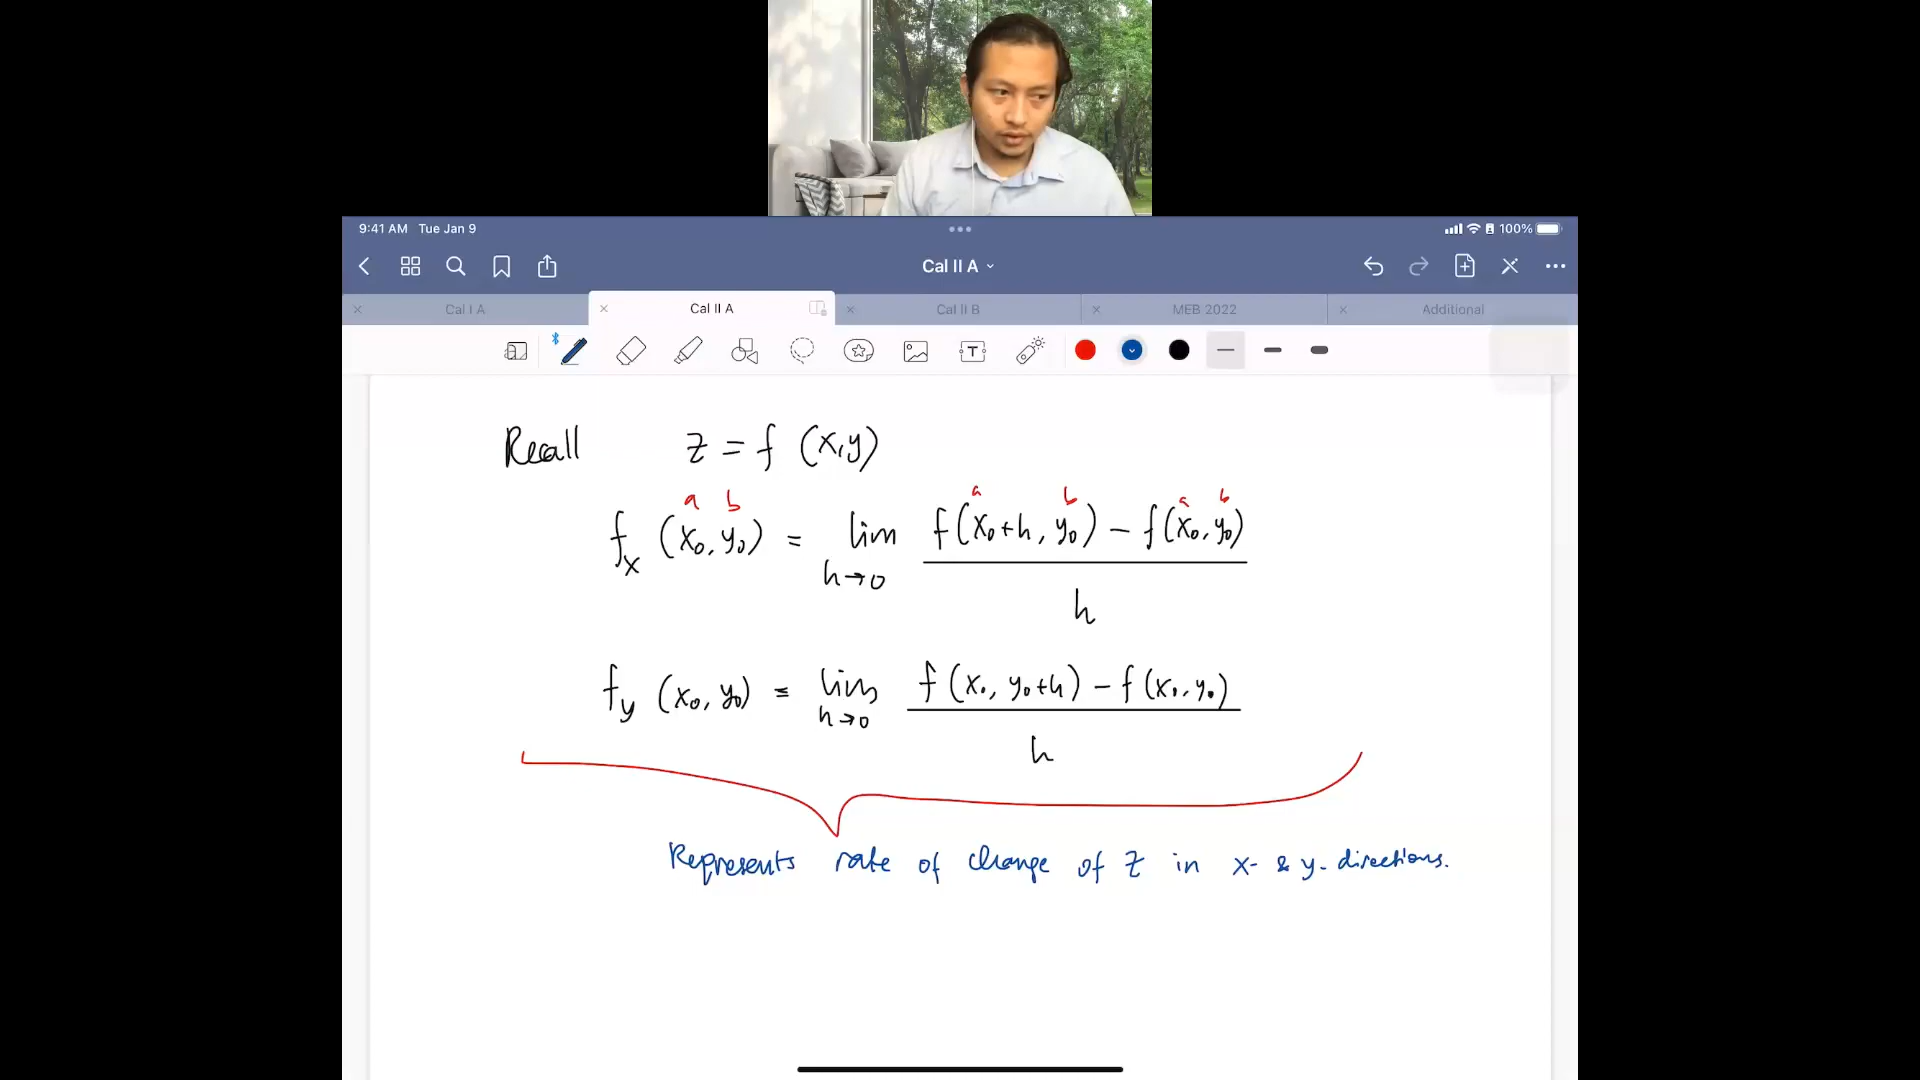 9:41 AM Tue Jan 9
100%
Cal II A
Cal I A
Cal II A
Cal II B
MEB 2022
Additional
T
Recall z = f (x,y)
a b a b a b
f_x (x₀, y₀) = lim h→0 f(x₀+h, y₀) - f(x₀, y₀) / h
f_y (x₀, y₀) = lim h→0 f(x₀, y₀+h) - f(x₀, y₀) / h
Represents rate of change of z in x- & y- directions.